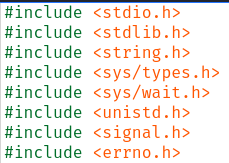 #include <stdio.h>
#include <stdlib.h>
#include <string.h>
#include <sys/types.h>
#include <sys/wait.h>
#include <unistd.h>
#include <signal.h>
#include <errno.h>